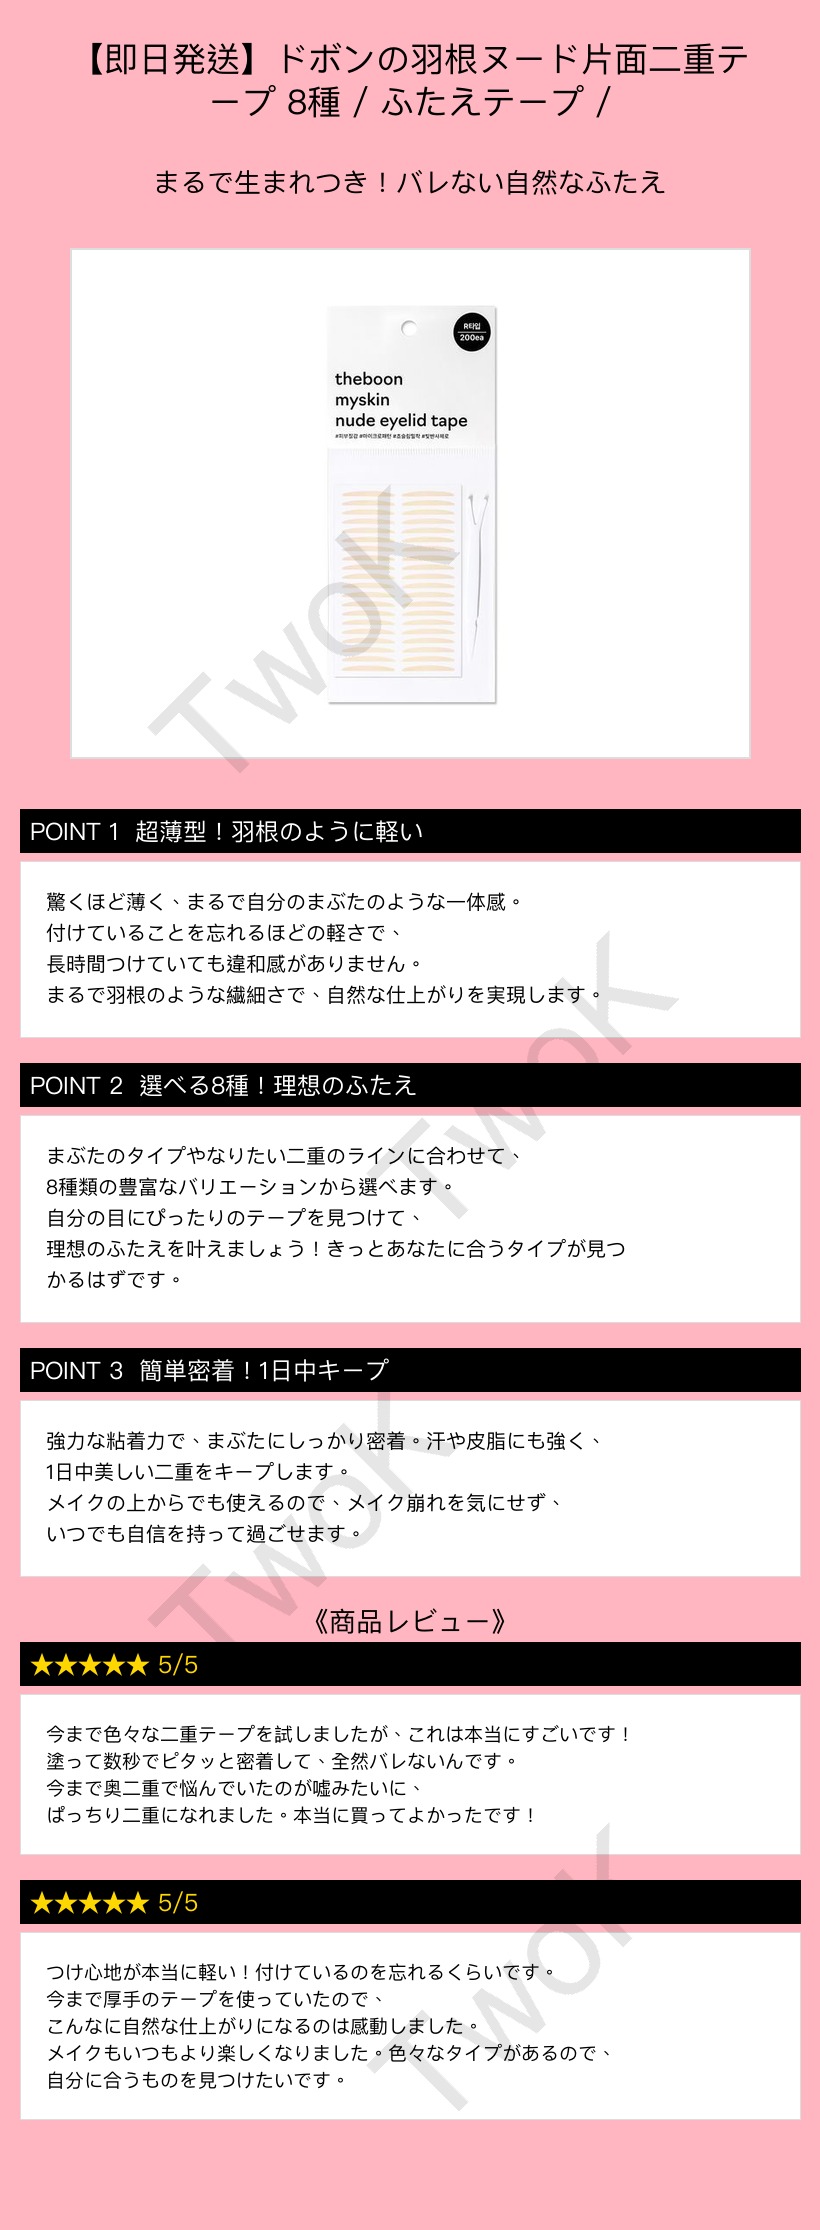 【即日発送】ドボンの羽根ヌード片面二重テ
ープ 8種 / ふたえテープ /
まるで生まれつき！バレない自然なふたえ
R타입
200ea
theboon
myskin
nude eyelid tape
#피부질감 #마이크로패턴 #초슬림밀착 #빛반사제로
TwoK
POINT 1 超薄型！羽根のように軽い
驚くほど薄く、まるで自分のまぶたのような一体感。
付けていることを忘れるほどの軽さで、
長時間つけていても違和感がありません。
まるで羽根のような繊細さで、自然な仕上がりを実現します。
TwoK
POINT 2 選べる8種！理想のふたえ
まぶたのタイプやなりたい二重のラインに合わせて、
8種類の豊富なバリエーションから選べます。
自分の目にぴったりのテープを見つけて、
理想のふたえを叶えましょう！きっとあなたに合うタイプが見つ
かるはずです。
POINT 3 簡単密着！1日中キープ
強力な粘着力で、まぶたにしっかり密着。汗や皮脂にも強く、
1日中美しい二重をキープします。
メイクの上からでも使えるので、メイク崩れを気にせず、
いつでも自信を持って過ごせます。
TwoK
《商品レビュー》
★★★★★ 5/5
今まで色々な二重テープを試しましたが、これは本当にすごいです！
塗って数秒でピタッと密着して、全然バレないんです。
今まで奥二重で悩んでいたのが嘘みたいに、
ぱっちり二重になれました。本当に買ってよかったです！
★★★★★ 5/5
つけ心地が本当に軽い！付けているのを忘れるくらいです。
今まで厚手のテープを使っていたので、
こんなに自然な仕上がりになるのは感動しました。
メイクもいつもより楽しくなりました。色々なタイプがあるので、
自分に合うものを見つけたいです。
TwoK